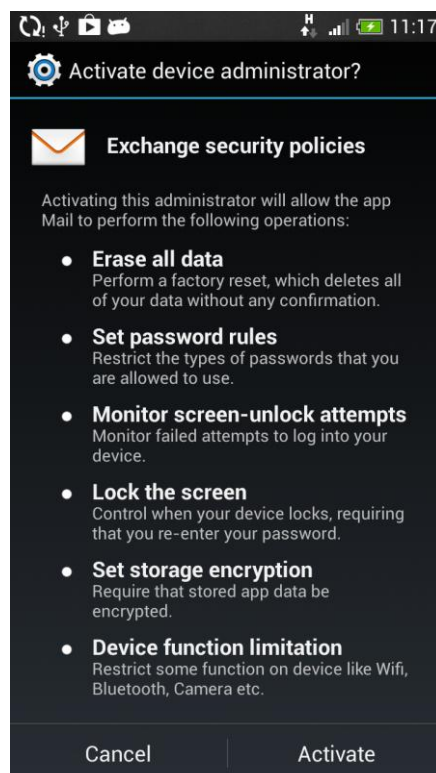 H 11:17
Activate device administrator?
Exchange security policies
Activating this administrator will allow the app
Mail to perform the following operations:
● Erase all data
Perform a factory reset, which deletes all
of your data without any confirmation.
● Set password rules
Restrict the types of passwords that you
are allowed to use.
● Monitor screen-unlock attempts
Monitor failed attempts to log into your
device.
● Lock the screen
Control when your device locks, requiring
that you re-enter your password.
● Set storage encryption
Require that stored app data be
encrypted.
● Device function limitation
Restrict some function on device like Wifi,
Bluetooth, Camera etc.
Cancel Activate